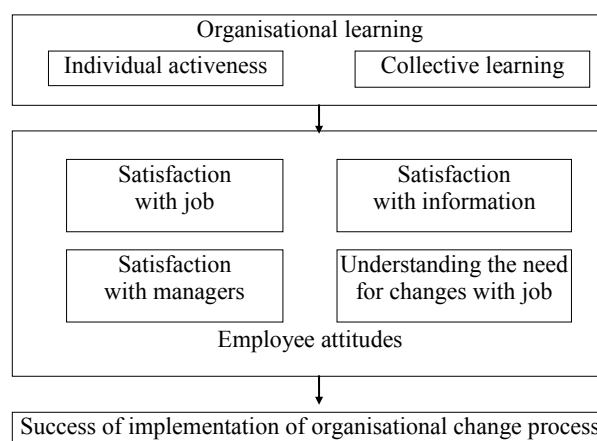 Organisational learning
Individual activeness
Collective learning
Satisfaction
with job
Satisfaction
with information
Satisfaction
with managers
Understanding the need
for changes with job
Employee attitudes
Success of implementation of organisational change process